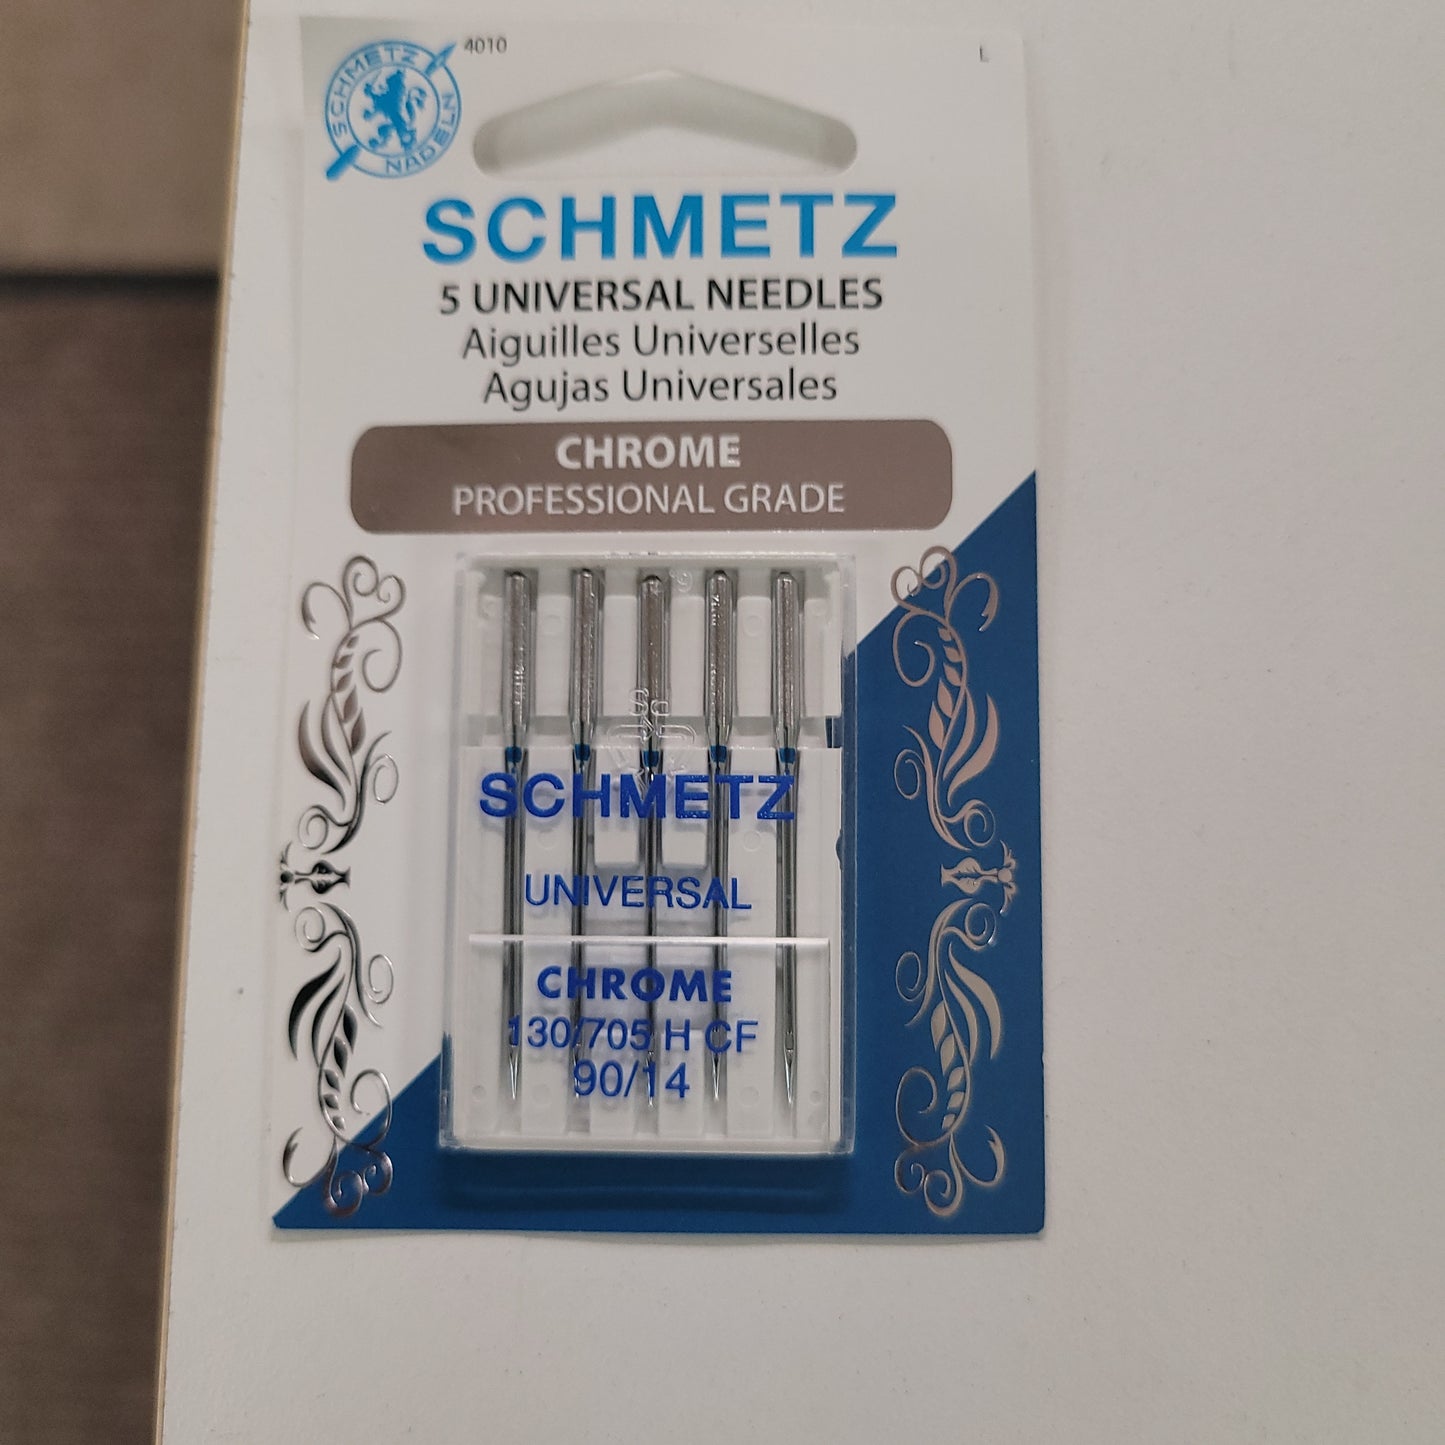 4010
L
SCHMETZ
NADELN
SCHMETZ
5 UNIVERSAL NEEDLES
Aiguilles Universelles
Agujas Universales
CHROME
PROFESSIONAL GRADE
SCHMETZ
UNIVERSAL
CHROME
130/705 H CF
90/14